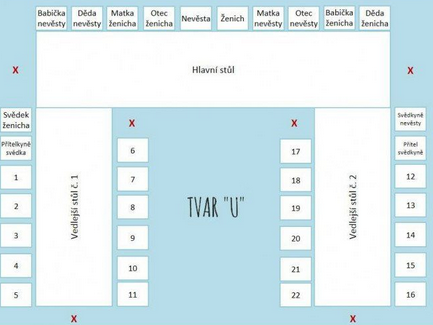 Babička Děda Matka Otec Nevěsta Ženich Matka Otec Babička Děda
nevěsty nevěsty ženicha ženicha nevěsty nevěsty ženicha ženicha
X Hlavní stůl X
Svědek
ženicha
Svědkyně
nevěsty
X X
Přítelkyně
svědka
Přítel
svědkyně
6 17
1 7 18 12
2 8 TVAR "U" 19 13
3 9 20 14
4 10 21 15
5 11 22 16
Vedlejší stůl č. 1
Vedlejší stůl č. 2
X X